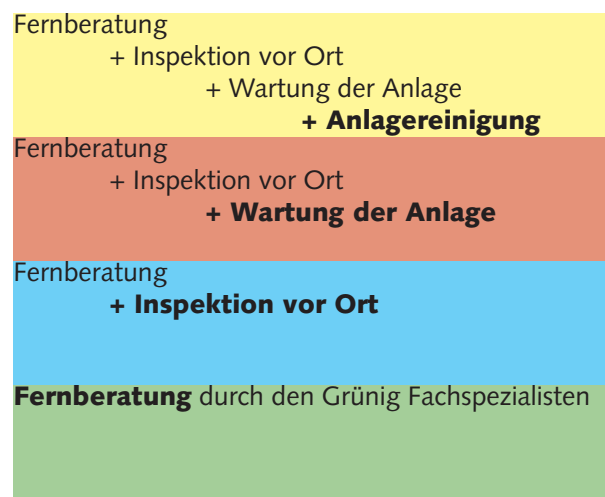 Fernberatung
+ Inspektion vor Ort
+ Wartung der Anlage
+ Anlagereinigung
Fernberatung
+ Inspektion vor Ort
+ Wartung der Anlage
Fernberatung
+ Inspektion vor Ort
Fernberatung durch den Grünig Fachspezialisten